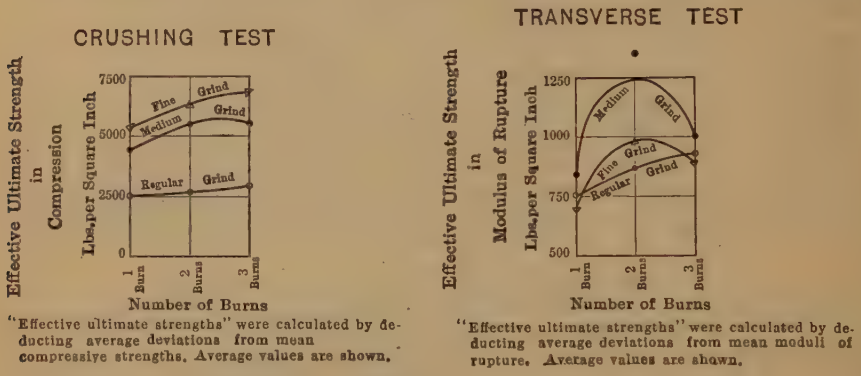 CRUSHING TEST
Effective Ultimate Strength
in
Compression
Lbs. per Square Inch
7500
5000
2500
0
Fine Grind
Medium Grind
Regular Grind
1 Burn
2 Burns
3 Burns
Number of Burns
"Effective ultimate strengths" were calculated by de-
ducting average deviations from mean
compressive strengths. Average values are shown.
TRANSVERSE TEST
Effective Ultimate Strength
in
Modulus of Rupture
Lbs. per Square Inch
1250
1000
750
500
Medium Grind
Fine Grind
Regular Grind
1 Burn
2 Burns
3 Burns
Number of Burns
"Effective ultimate strengths" were calculated by de-
ducting average deviations from mean moduli of
rupture. Average values are shown.